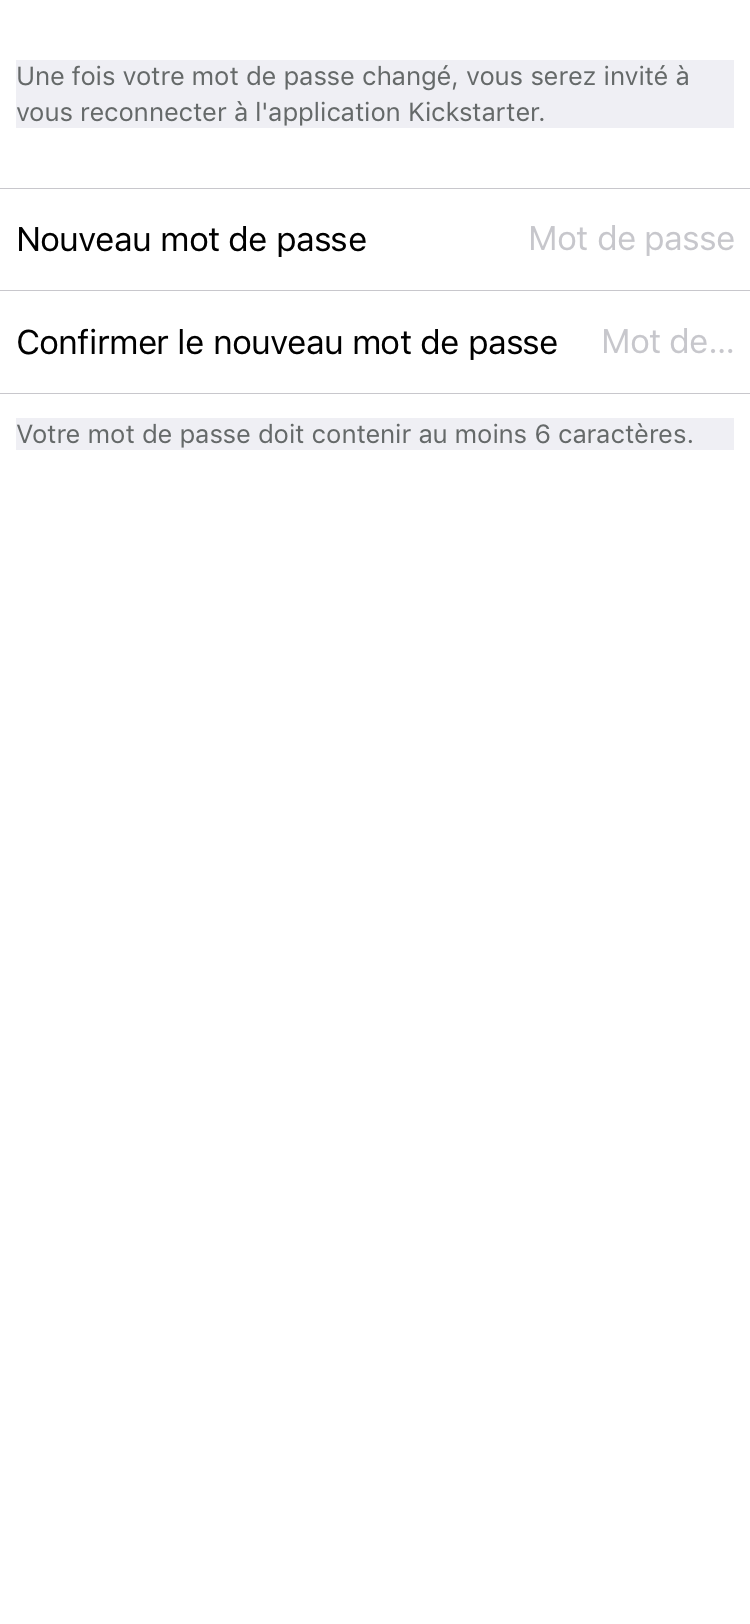 Une fois votre mot de passe changé, vous serez invité à
vous reconnecter à l'application Kickstarter.
Nouveau mot de passe Mot de passe
Confirmer le nouveau mot de passe Mot de...
Votre mot de passe doit contenir au moins 6 caractères.